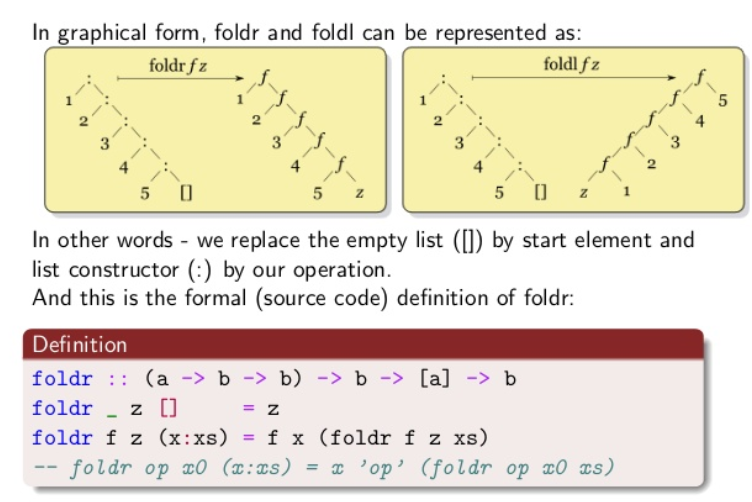 In graphical form, foldr and foldl can be represented as:
foldr f z
: f
1 : 1 f
2 : 2 f
3 : 3 f
4 : 4 f
5 [] 5 z
foldl f z
: f
1 : f 5
2 : f 4
3 : f 3
4 : f 2
5 [] z 1
In other words - we replace the empty list ([]) by start element and
list constructor (:) by our operation.
And this is the formal (source code) definition of foldr:
Definition
foldr :: (a -> b -> b) -> b -> [a] -> b
foldr _ z [] = z
foldr f z (x:xs) = f x (foldr f z xs)
-- foldr op x0 (x:xs) = x 'op' (foldr op x0 xs)